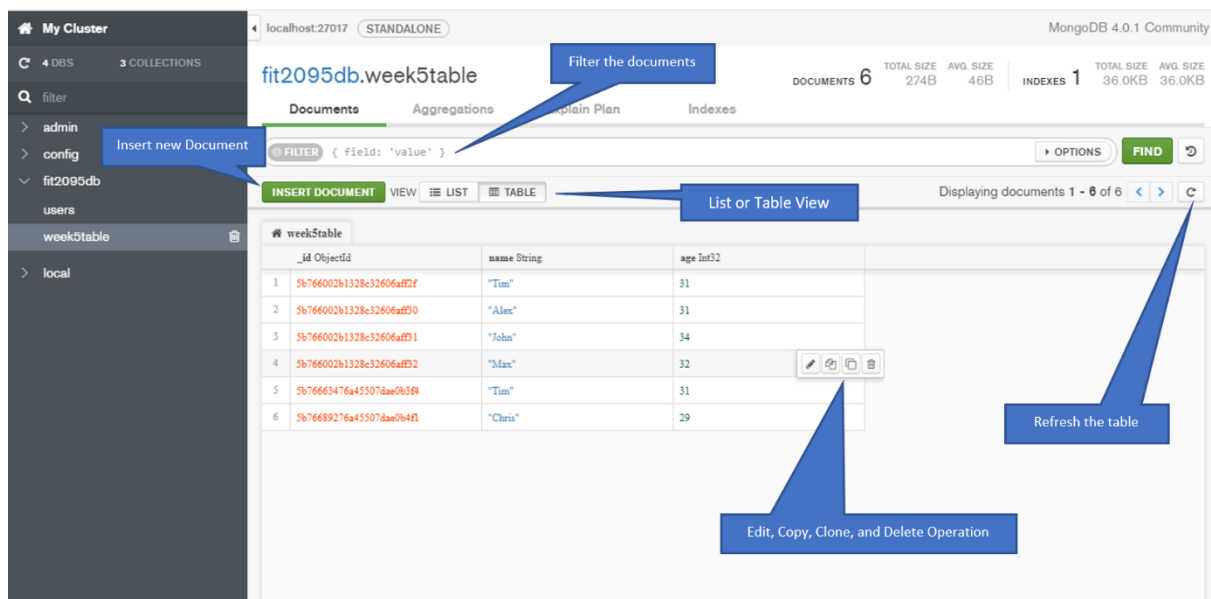 My Cluster
localhost:27017 STANDALONE
MongoDB 4.0.1 Community
4 DBS 3 COLLECTIONS
filter
admin
config
fit2095db
users
week5table
local
fit2095db.week5table
DOCUMENTS 6 TOTAL SIZE 274B AVG. SIZE 46B INDEXES 1 TOTAL SIZE 36.0KB AVG. SIZE 36.0KB
Documents Aggregations Explain Plan Indexes
Filter the documents
Insert new Document
FILTER { field: 'value' }
OPTIONS FIND
INSERT DOCUMENT VIEW LIST TABLE
List or Table View
Displaying documents 1 - 6 of 6
week5table
_id ObjectId name String age Int32
1 5b766002b1328c32606aff2f "Tim" 31
2 5b766002b1328c32606aff30 "Alex" 31
3 5b766002b1328c32606aff31 "John" 34
4 5b766002b1328c32606aff32 "Max" 32
5 5b76663476a45507dae0b3f4 "Tim" 31
6 5b76689276a45507dae0b4f1 "Chris" 29
Refresh the table
Edit, Copy, Clone, and Delete Operation